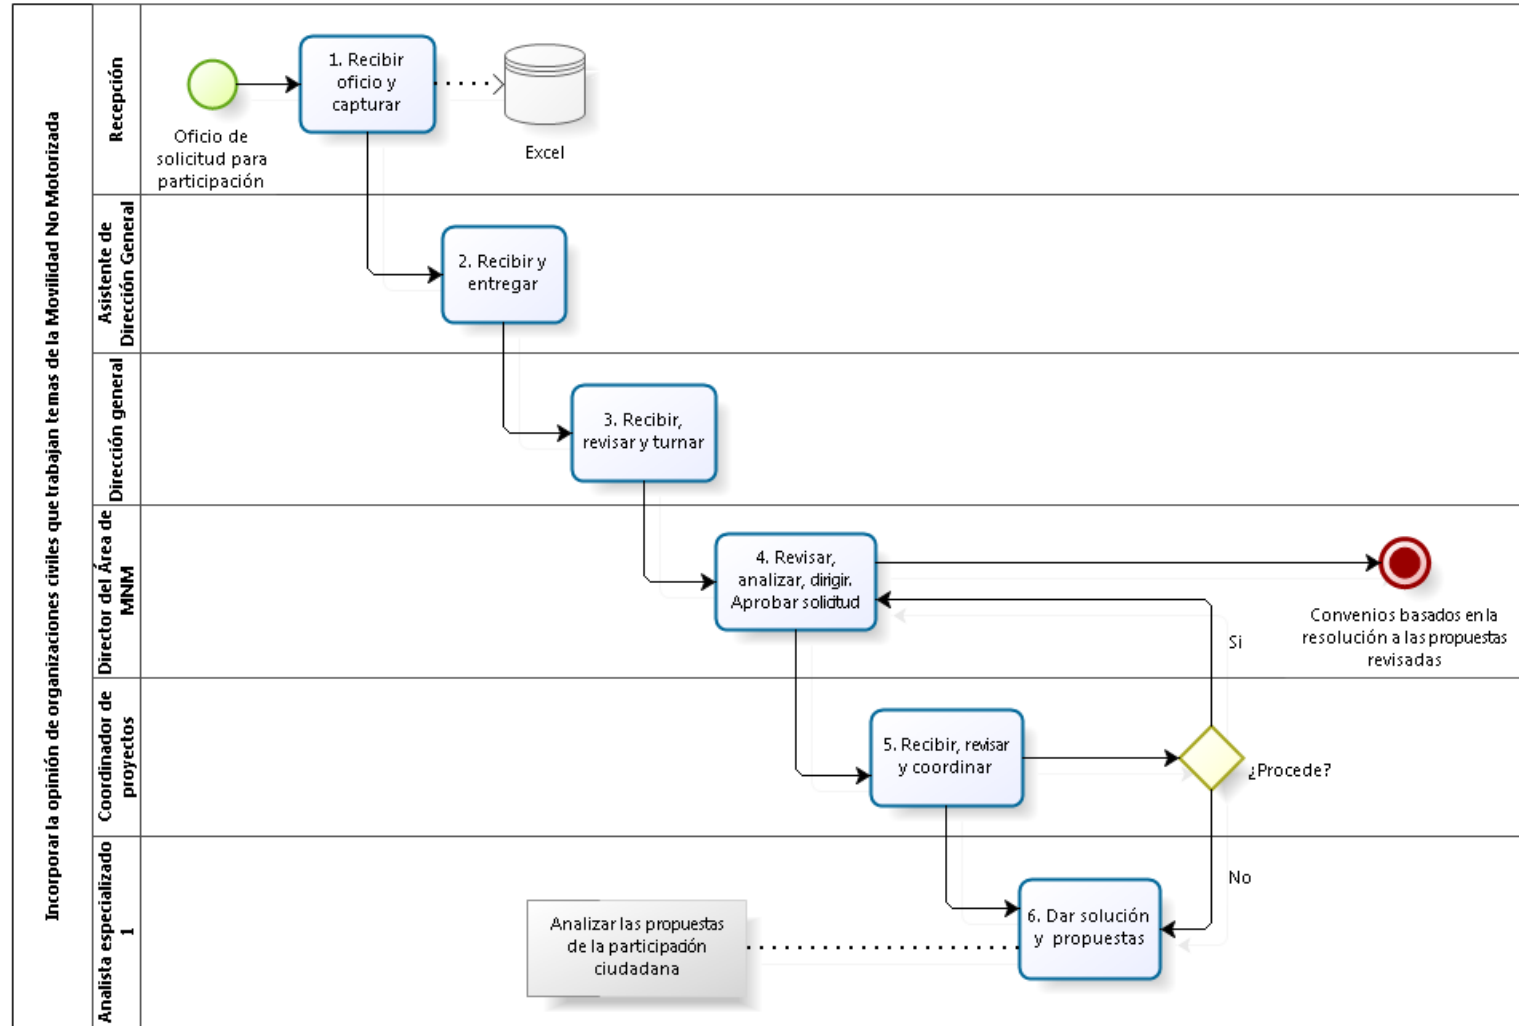 Incorporar la opinión de organizaciones civiles que trabajan temas de la Movilidad No Motorizada
Recepción
Oficio de
solicitud para
participación
1. Recibir
oficio y
capturar
Excel
Asistente de
Dirección General
2. Recibir y
entregar
Dirección general
3. Recibir,
revisar y turnar
Director del Área de
MNM
4. Revisar,
analizar, dirigir.
Aprobar solicitud
Convenios basados en la
resolución a las propuestas
revisadas
Si
Coordinador de
proyectos
5. Recibir, revisar
y coordinar
¿Procede?
No
Analista especializado
1
Analizar las propuestas
de la participación
ciudadana
6. Dar solución
y propuestas